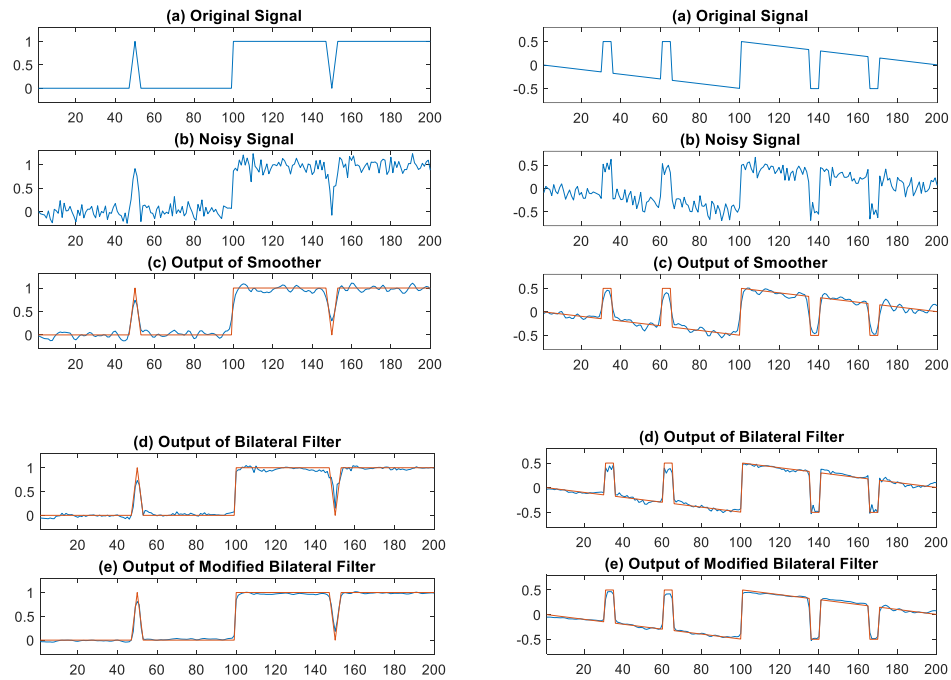 (a) Original Signal
1
0.5
0
20 40 60 80 100 120 140 160 180 200
(b) Noisy Signal
1
0.5
0
20 40 60 80 100 120 140 160 180 200
(c) Output of Smoother
1
0.5
0
20 40 60 80 100 120 140 160 180 200
(d) Output of Bilateral Filter
1
0.5
0
20 40 60 80 100 120 140 160 180 200
(e) Output of Modified Bilateral Filter
1
0.5
0
20 40 60 80 100 120 140 160 180 200
(a) Original Signal
0.5
0
-0.5
20 40 60 80 100 120 140 160 180 200
(b) Noisy Signal
0.5
0
-0.5
20 40 60 80 100 120 140 160 180 200
(c) Output of Smoother
0.5
0
-0.5
20 40 60 80 100 120 140 160 180 200
(d) Output of Bilateral Filter
0.5
0
-0.5
20 40 60 80 100 120 140 160 180 200
(e) Output of Modified Bilateral Filter
0.5
0
-0.5
20 40 60 80 100 120 140 160 180 200